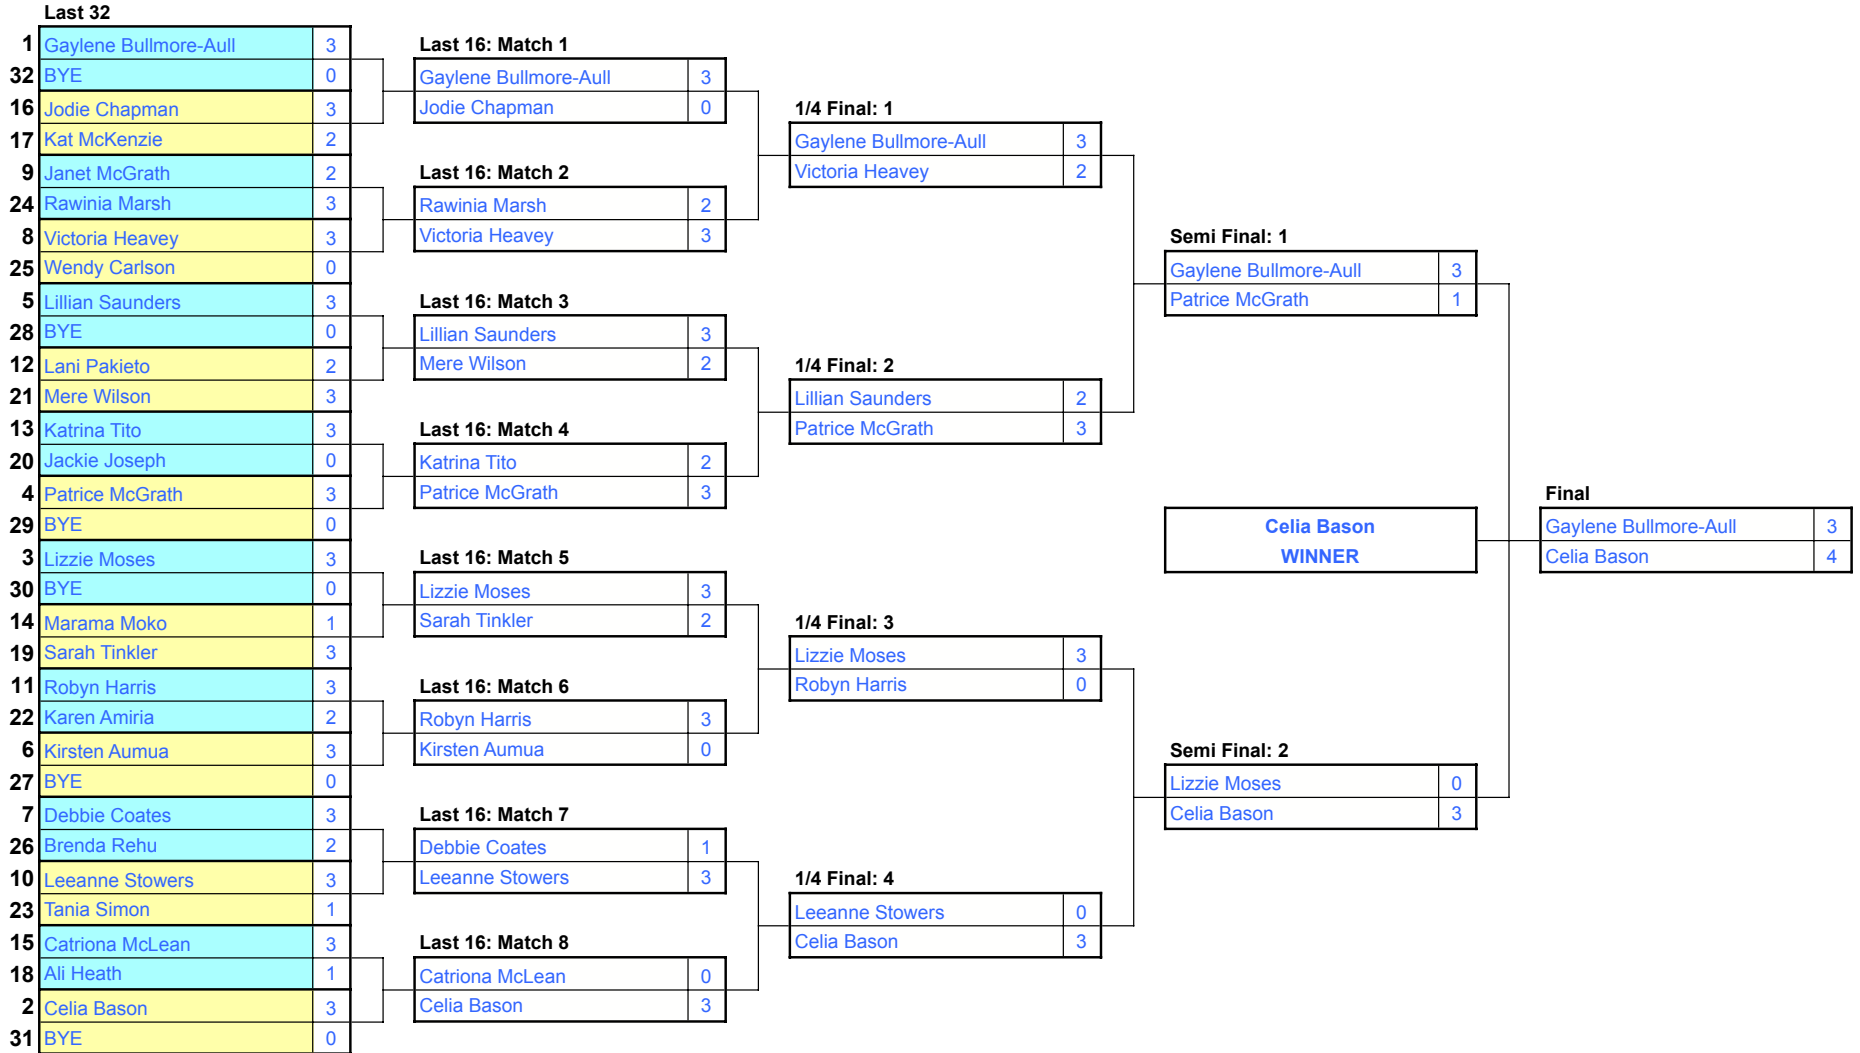 Last 32
1 Gaylene Bullmore-Aull 3
32 BYE 0
16 Jodie Chapman 3
17 Kat McKenzie 2
9 Janet McGrath 2
24 Rawinia Marsh 3
8 Victoria Heavey 3
25 Wendy Carlson 0
5 Lillian Saunders 3
28 BYE 0
12 Lani Pakieto 2
21 Mere Wilson 3
13 Katrina Tito 3
20 Jackie Joseph 0
4 Patrice McGrath 3
29 BYE 0
3 Lizzie Moses 3
30 BYE 0
14 Marama Moko 1
19 Sarah Tinkler 3
11 Robyn Harris 3
22 Karen Amiria 2
6 Kirsten Aumua 3
27 BYE 0
7 Debbie Coates 3
26 Brenda Rehu 2
10 Leeanne Stowers 3
23 Tania Simon 1
15 Catriona McLean 3
18 Ali Heath 1
2 Celia Bason 3
31 BYE 0
Last 16: Match 1
Gaylene Bullmore-Aull 3
Jodie Chapman 0
Last 16: Match 2
Rawinia Marsh 2
Victoria Heavey 3
Last 16: Match 3
Lillian Saunders 3
Mere Wilson 2
Last 16: Match 4
Katrina Tito 2
Patrice McGrath 3
Last 16: Match 5
Lizzie Moses 3
Sarah Tinkler 2
Last 16: Match 6
Robyn Harris 3
Kirsten Aumua 0
Last 16: Match 7
Debbie Coates 1
Leeanne Stowers 3
Last 16: Match 8
Catriona McLean 0
Celia Bason 3
1/4 Final: 1
Gaylene Bullmore-Aull 3
Victoria Heavey 2
1/4 Final: 2
Lillian Saunders 2
Patrice McGrath 3
1/4 Final: 3
Lizzie Moses 3
Robyn Harris 0
1/4 Final: 4
Leeanne Stowers 0
Celia Bason 3
Semi Final: 1
Gaylene Bullmore-Aull 3
Patrice McGrath 1
Semi Final: 2
Lizzie Moses 0
Celia Bason 3
Celia Bason
WINNER
Final
Gaylene Bullmore-Aull 3
Celia Bason 4